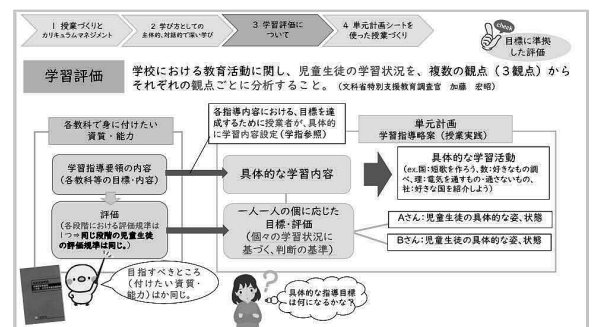 1 授業づくりと
カリキュラムマネジメント
2 学び方としての
主体的、対話的で深い学び
3 学習評価に
ついて
4 単元計画シートを
使った授業づくり
check
目標に準拠
した評価
学習評価
学校における教育活動に関し、児童生徒の学習状況を、複数の観点(3観点)から
それぞれの観点ごとに分析すること。(文科省特別支援教育調査官 加藤 宏昭)
各教科で身に付けたい
資質・能力
各指導内容における、目標を達
成するために授業者が、具体的
に学習内容設定(学指参照)
単元計画
学習指導略案(授業実践)
学習指導要領の内容
(各教科等の目標・内容)
具体的な学習内容
具体的な学習活動
(ex.国:短歌を作ろう、数:好きなもの調
べ、理:電気を通すもの・通さないもの、
社:好きな国を紹介しよう)
評価
(各段階における評価規準は
1つ⇒同じ段階の児童生徒
の評価規準は同じ。)
一人一人の個に応じた
目標・評価
(個々の学習状況に
基づく、判断の基準)
Aさん:児童生徒の具体的な姿、状態
Bさん:児童生徒の具体的な姿、状態
目指すべきところ
(付けたい資質・
能力)はか同じ。
具体的な指導目標
は何になるかな?